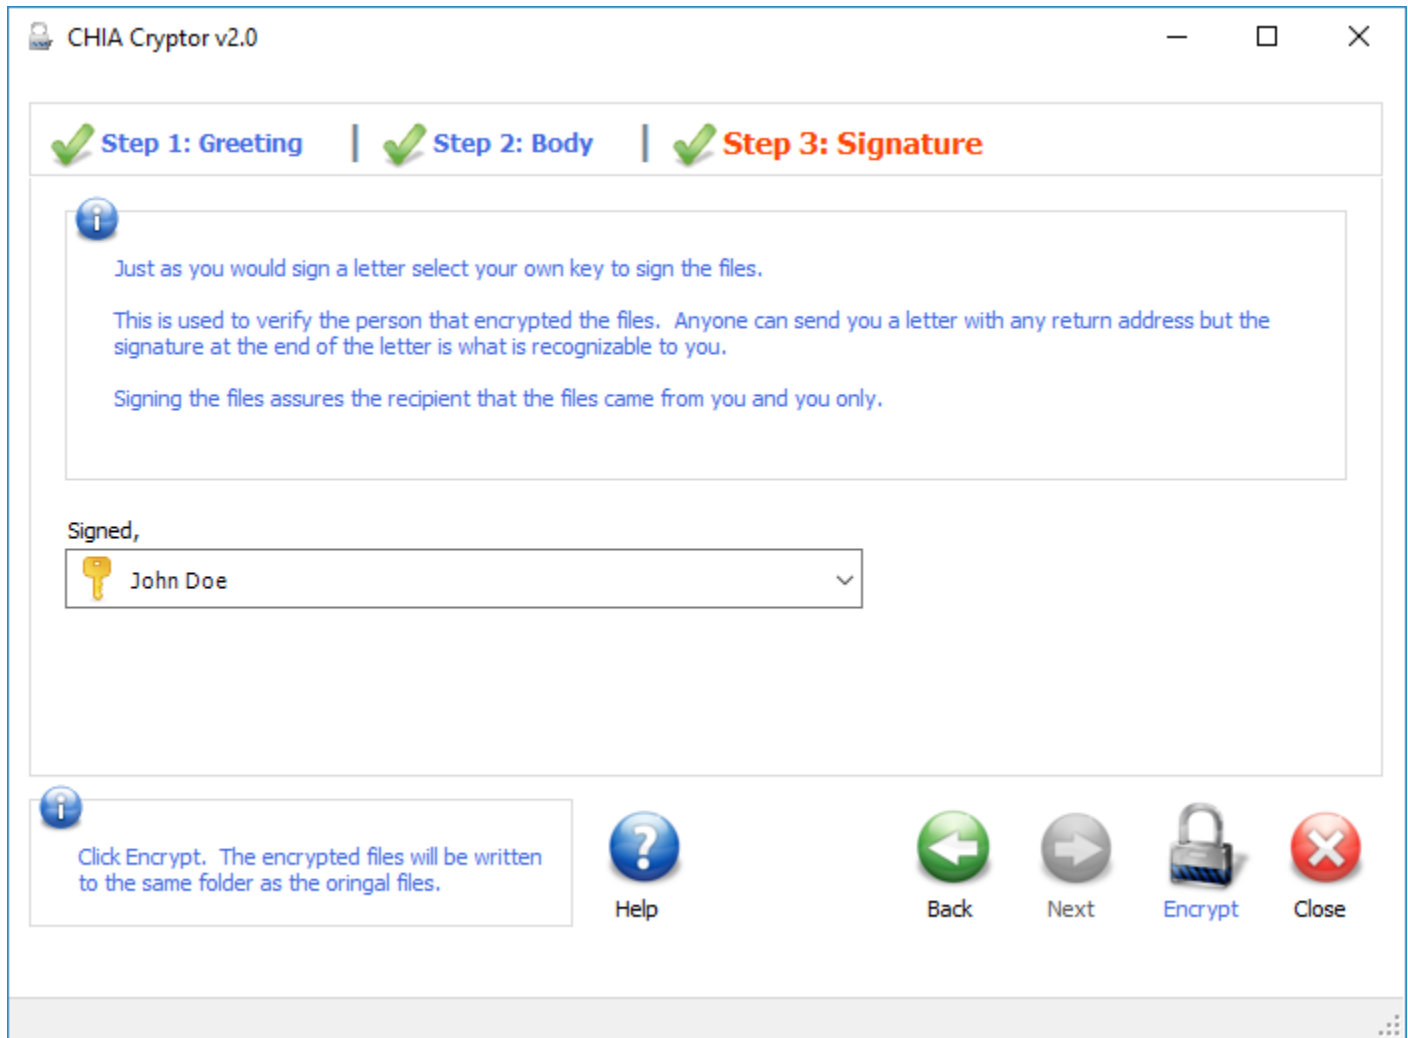 CHIA Cryptor v2.0
Step 1: Greeting | Step 2: Body | Step 3: Signature
Just as you would sign a letter select your own key to sign the files.
This is used to verify the person that encrypted the files.  Anyone can send you a letter with any return address but the
signature at the end of the letter is what is recognizable to you.
Signing the files assures the recipient that the files came from you and you only.
Signed,
John Doe
Click Encrypt.  The encrypted files will be written
to the same folder as the oringal files.
Help
Back
Next
Encrypt
Close